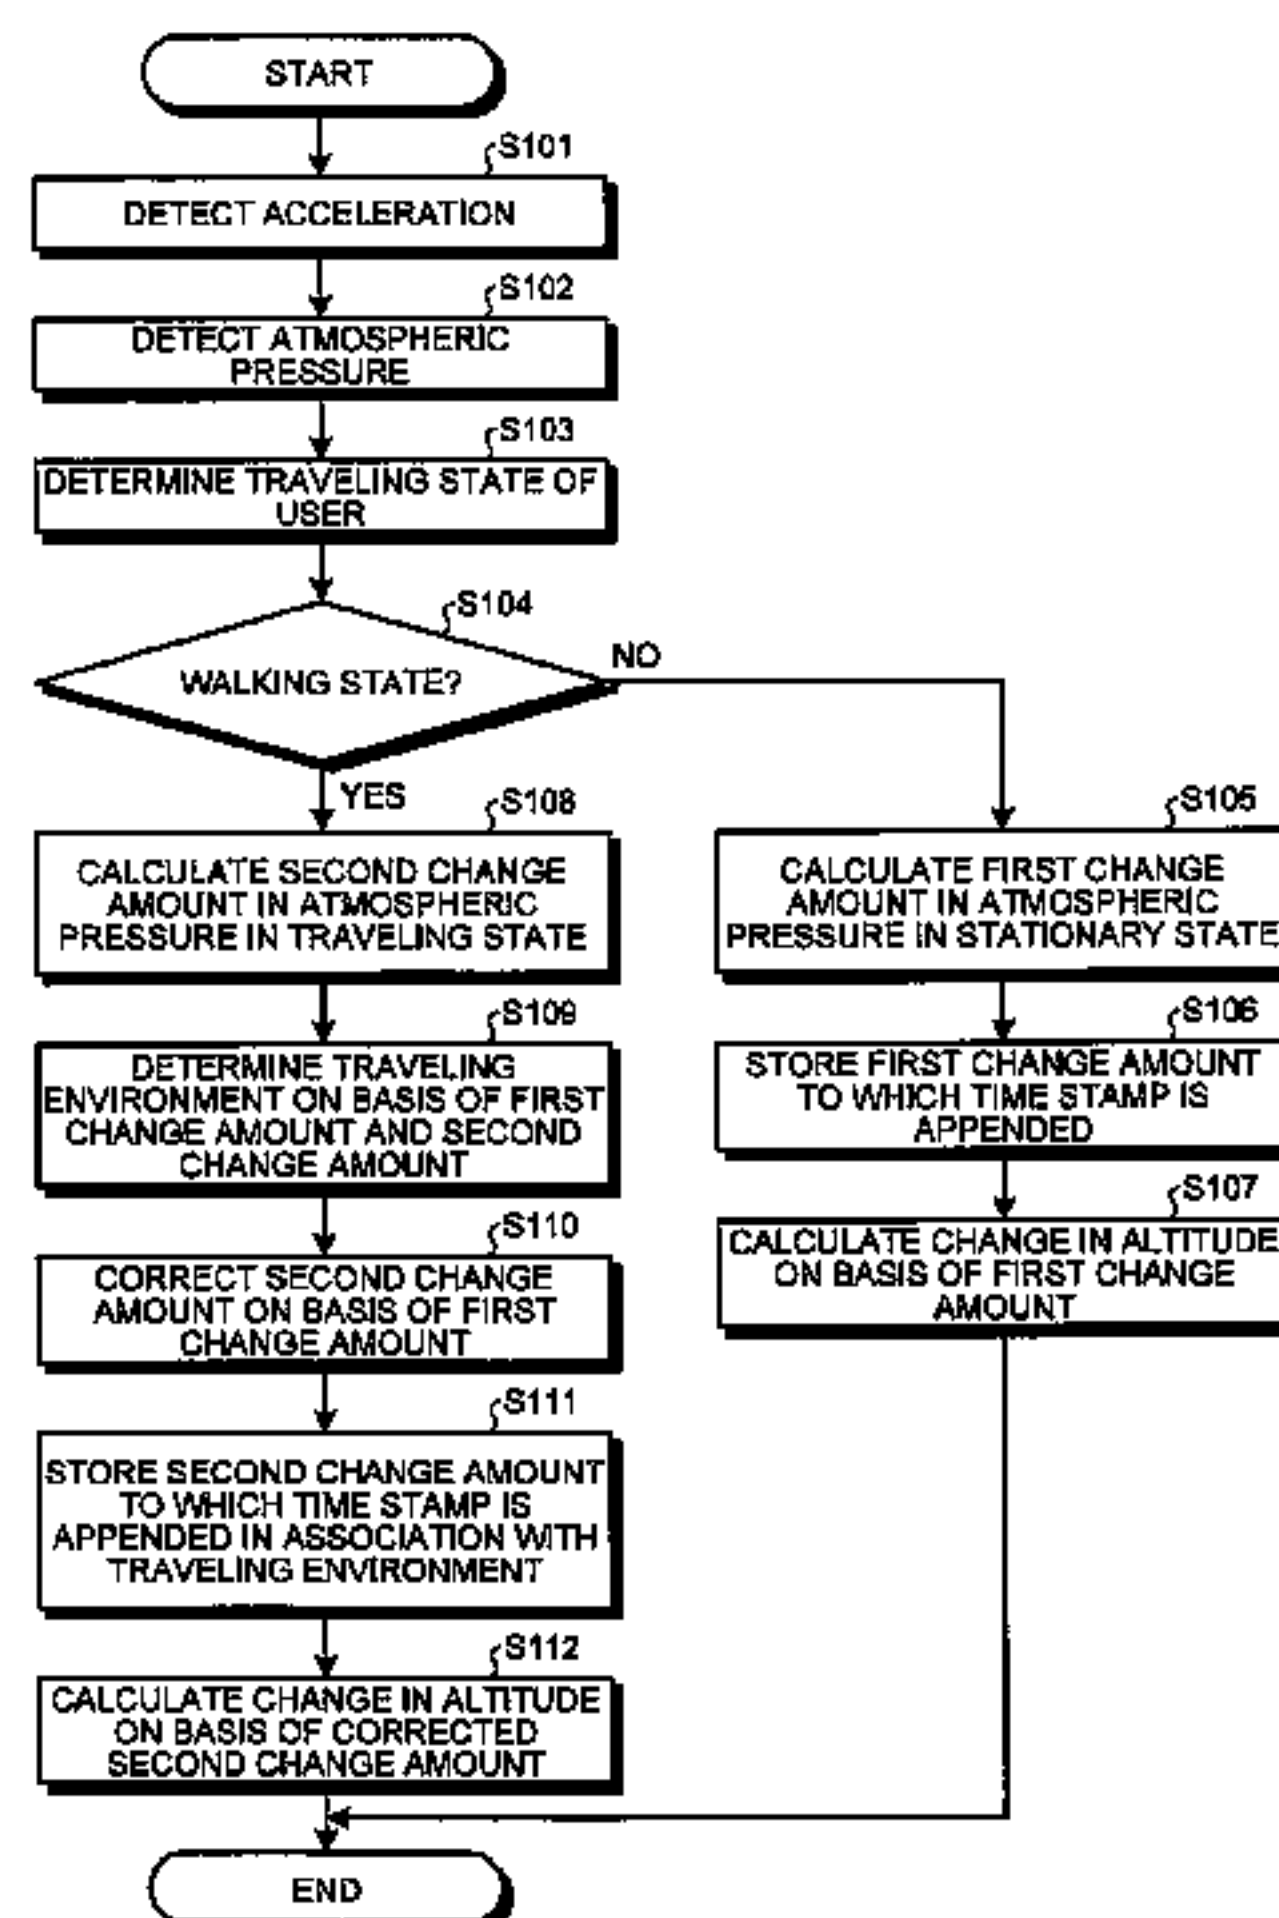 START
S101
DETECT ACCELERATION
S102
DETECT ATMOSPHERIC
PRESSURE
S103
DETERMINE TRAVELING STATE OF
USER
S104
WALKING STATE?
NO
YES
S108
CALCULATE SECOND CHANGE
AMOUNT IN ATMOSPHERIC
PRESSURE IN TRAVELING STATE
S109
DETERMINE TRAVELING
ENVIRONMENT ON BASIS OF FIRST
CHANGE AMOUNT AND SECOND
CHANGE AMOUNT
S110
CORRECT SECOND CHANGE
AMOUNT ON BASIS OF FIRST
CHANGE AMOUNT
S111
STORE SECOND CHANGE AMOUNT
TO WHICH TIME STAMP IS
APPENDED IN ASSOCIATION WITH
TRAVELING ENVIRONMENT
S112
CALCULATE CHANGE IN ALTITUDE
ON BASIS OF CORRECTED
SECOND CHANGE AMOUNT
S105
CALCULATE FIRST CHANGE
AMOUNT IN ATMOSPHERIC
PRESSURE IN STATIONARY STATE
S106
STORE FIRST CHANGE AMOUNT
TO WHICH TIME STAMP IS
APPENDED
S107
CALCULATE CHANGE IN ALTITUDE
ON BASIS OF FIRST CHANGE
AMOUNT
END